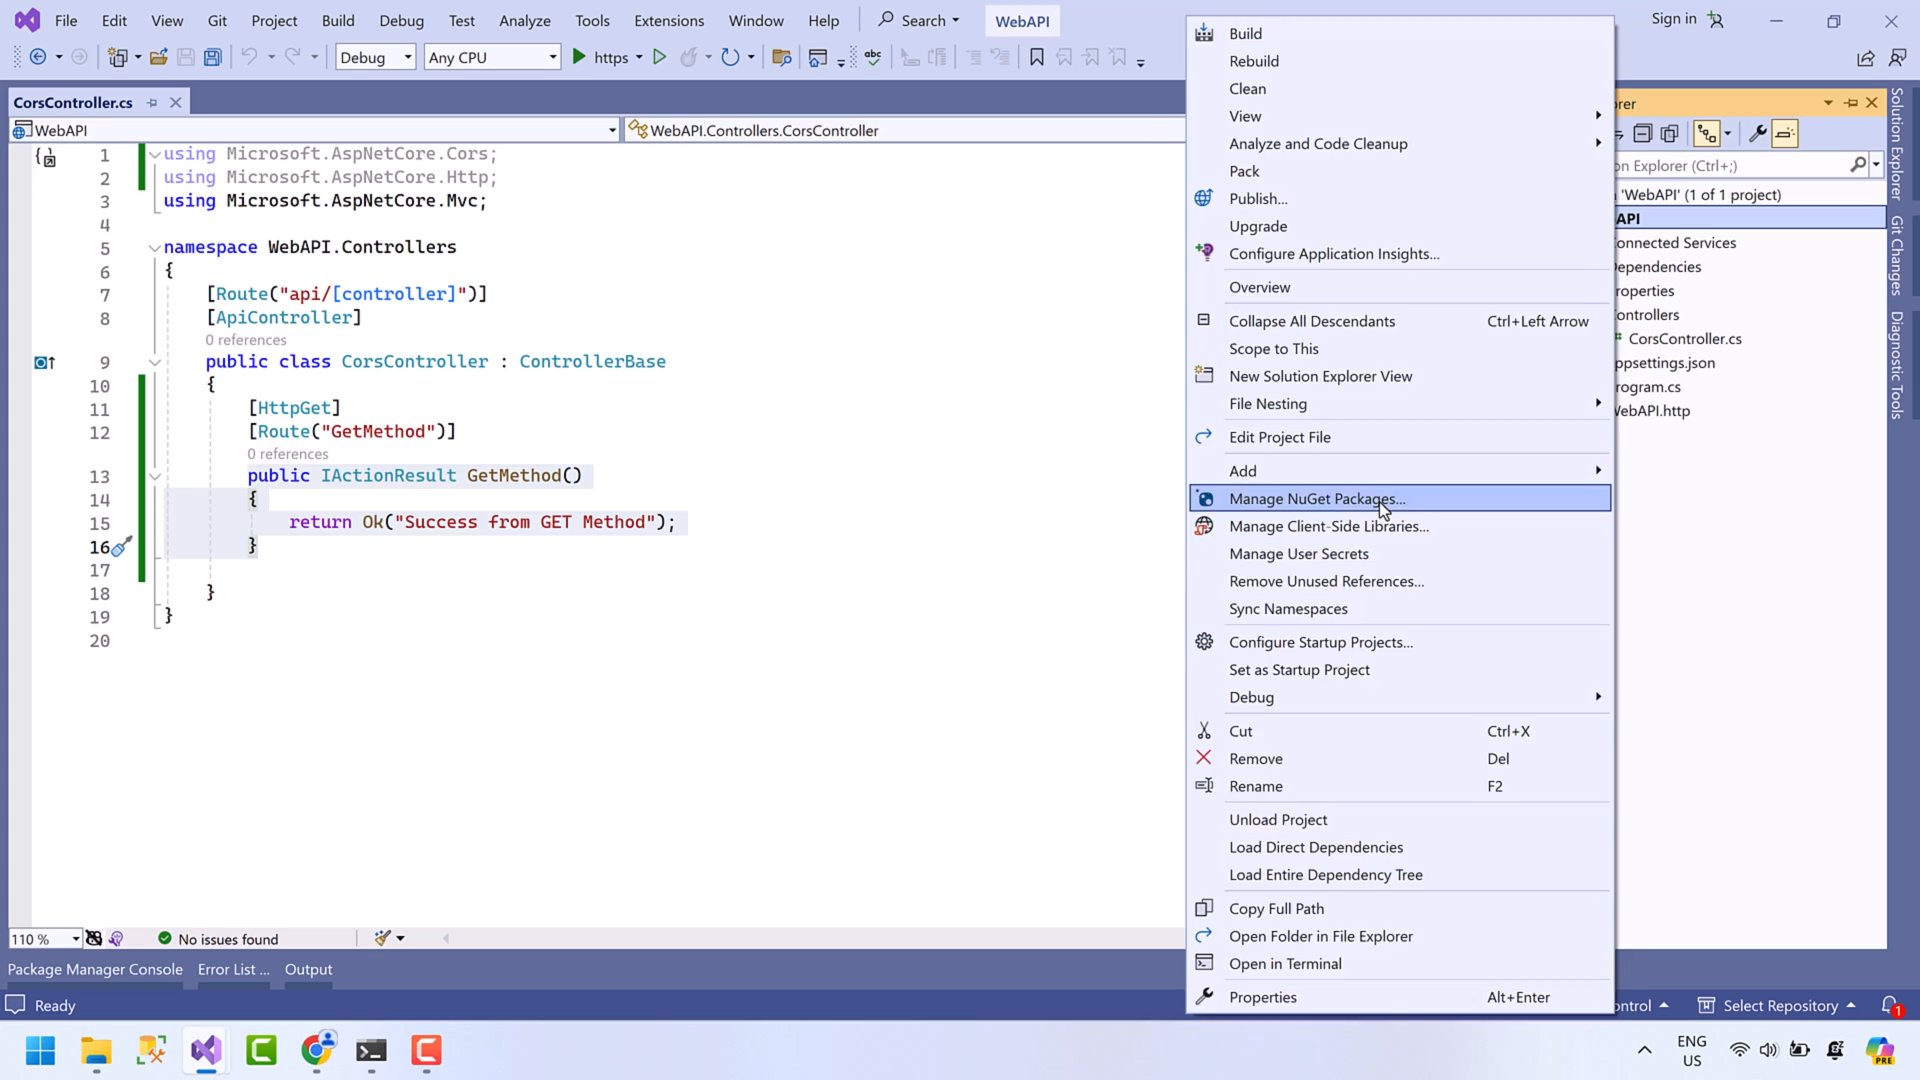 File Edit View Git Project Build Debug Test Analyze Tools Extensions Window Help Search WebAPI Sign in
Debug Any CPU https
CorsController.cs
WebAPI WebAPI.Controllers.CorsController
1 using Microsoft.AspNetCore.Cors;
2 using Microsoft.AspNetCore.Http;
3 using Microsoft.AspNetCore.Mvc;
4
5 namespace WebAPI.Controllers
6 {
7 [Route("api/[controller]")]
8 [ApiController]
0 references
9 public class CorsController : ControllerBase
10 {
11 [HttpGet]
12 [Route("GetMethod")]
0 references
13 public IActionResult GetMethod()
14 {
15 return Ok("Success from GET Method");
16 }
17
18 }
19 }
20
110 % No issues found
Package Manager Console Error List ... Output
Ready
Build
Rebuild
Clean
View
Analyze and Code Cleanup
Pack
Publish...
Upgrade
Configure Application Insights...
Overview
Collapse All Descendants Ctrl+Left Arrow
Scope to This
New Solution Explorer View
File Nesting
Edit Project File
Add
Manage NuGet Packages...
Manage Client-Side Libraries...
Manage User Secrets
Remove Unused References...
Sync Namespaces
Configure Startup Projects...
Set as Startup Project
Debug
Cut Ctrl+X
Remove Del
Rename F2
Unload Project
Load Direct Dependencies
Load Entire Dependency Tree
Copy Full Path
Open Folder in File Explorer
Open in Terminal
Properties Alt+Enter
rer
on Explorer (Ctrl+;)
'WebAPI' (1 of 1 project)
API
onnected Services
ependencies
roperties
ontrollers
CorsController.cs
ppsettings.json
rogram.cs
WebAPI.http
Solution Explorer
Git Changes
Diagnostic Tools
ontrol Select Repository 1
ENG
US
PRE